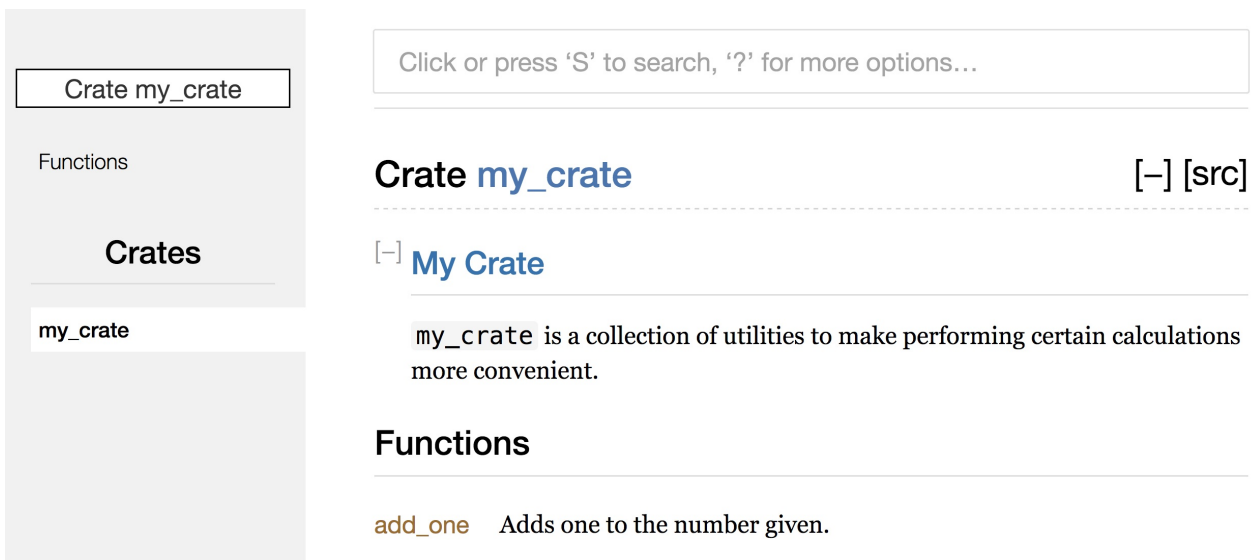 Crate my_crate
Functions
Crates
my_crate
Click or press ‘S’ to search, ‘?’ for more options…
Crate my_crate [–] [src]
[–] My Crate
my_crate is a collection of utilities to make performing certain calculations
more convenient.
Functions
add_one Adds one to the number given.